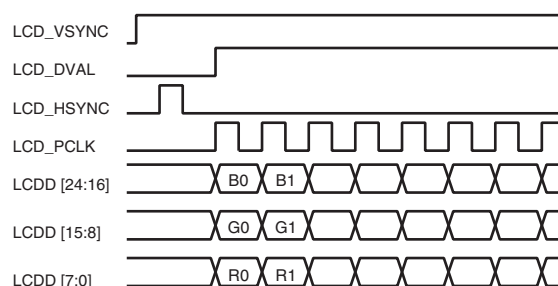 LCD_VSYNC
LCD_DVAL
LCD_HSYNC
LCD_PCLK
LCDD [24:16] B0 B1
LCDD [15:8] G0 G1
LCDD [7:0] R0 R1